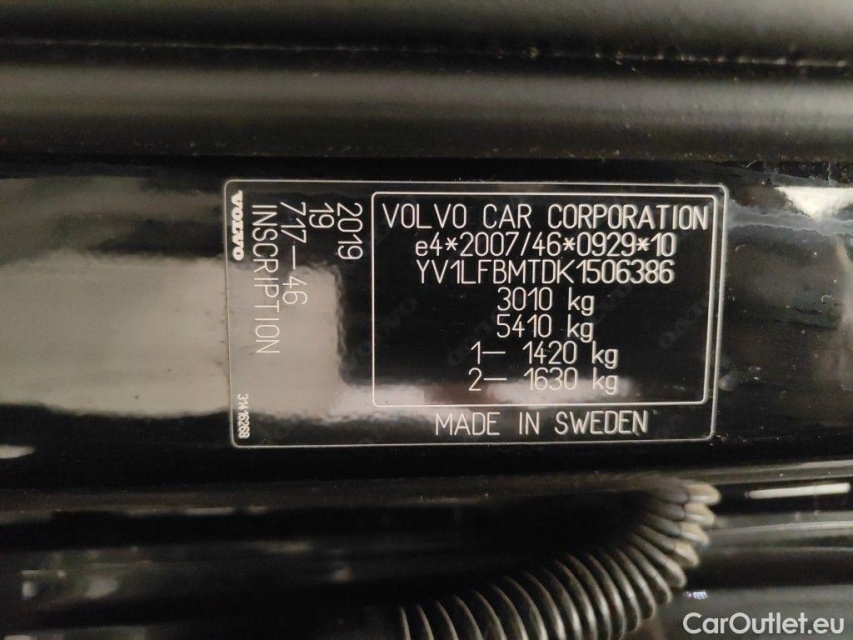 VOLVO
2019
19
717-46
INSCRIPTION
31416268
VOLVO CAR CORPORATION
e4*2007/46*0929*10
YV1LFBMTDK1506386
3010 kg
5410 kg
1- 1420 kg
2- 1630 kg
MADE IN SWEDEN
CarOutlet.eu